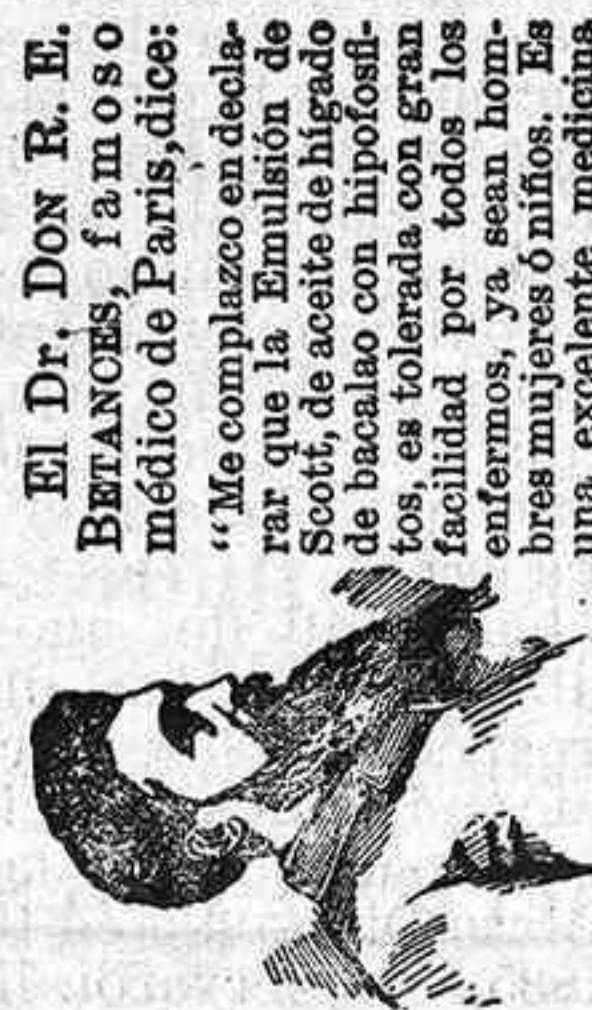 El Dr. DON R. E.
BETANCES, famoso
médico de Paris, dice:
"Me complazco en decla-
rar que la Emulsión de
Scott, de aceite de hígado
de bacalao con hipofosfi-
tos, es tolerada con gran
facilidad por todos los
enfermos, ya sean hom-
bres mujeres ó niños. Es
una excelente medicina